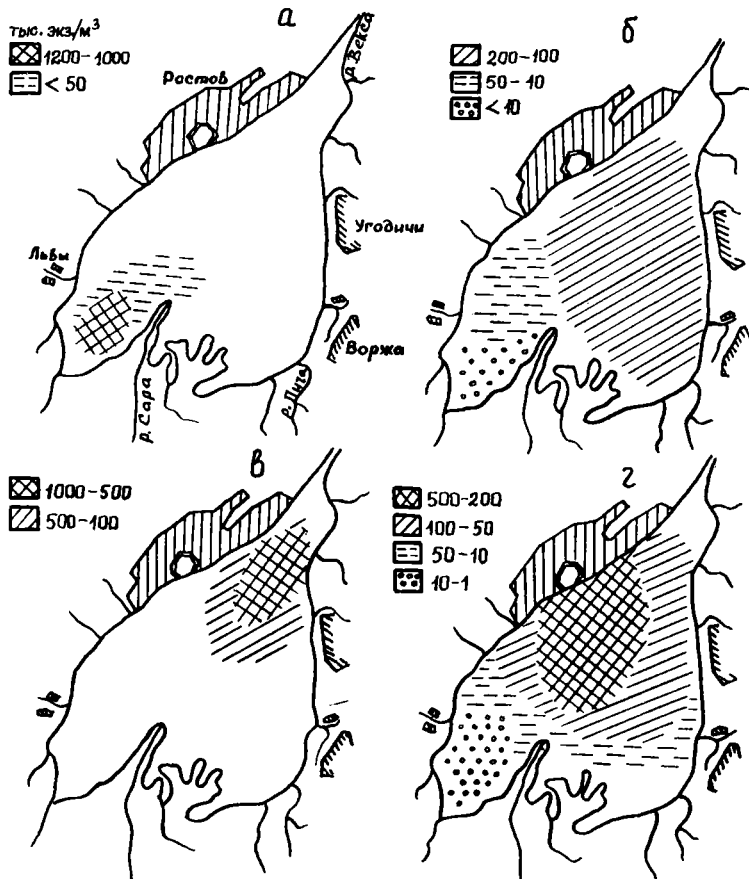 а
тыс. экз/м³
1200-1000
< 50
Ростов
р. Векса
Угодичи
Львы
Воржа
р. Сара
р. Пига
б
200-100
50-10
< 10
в
1000-500
500-100
г
500-200
100-50
50-10
10-1